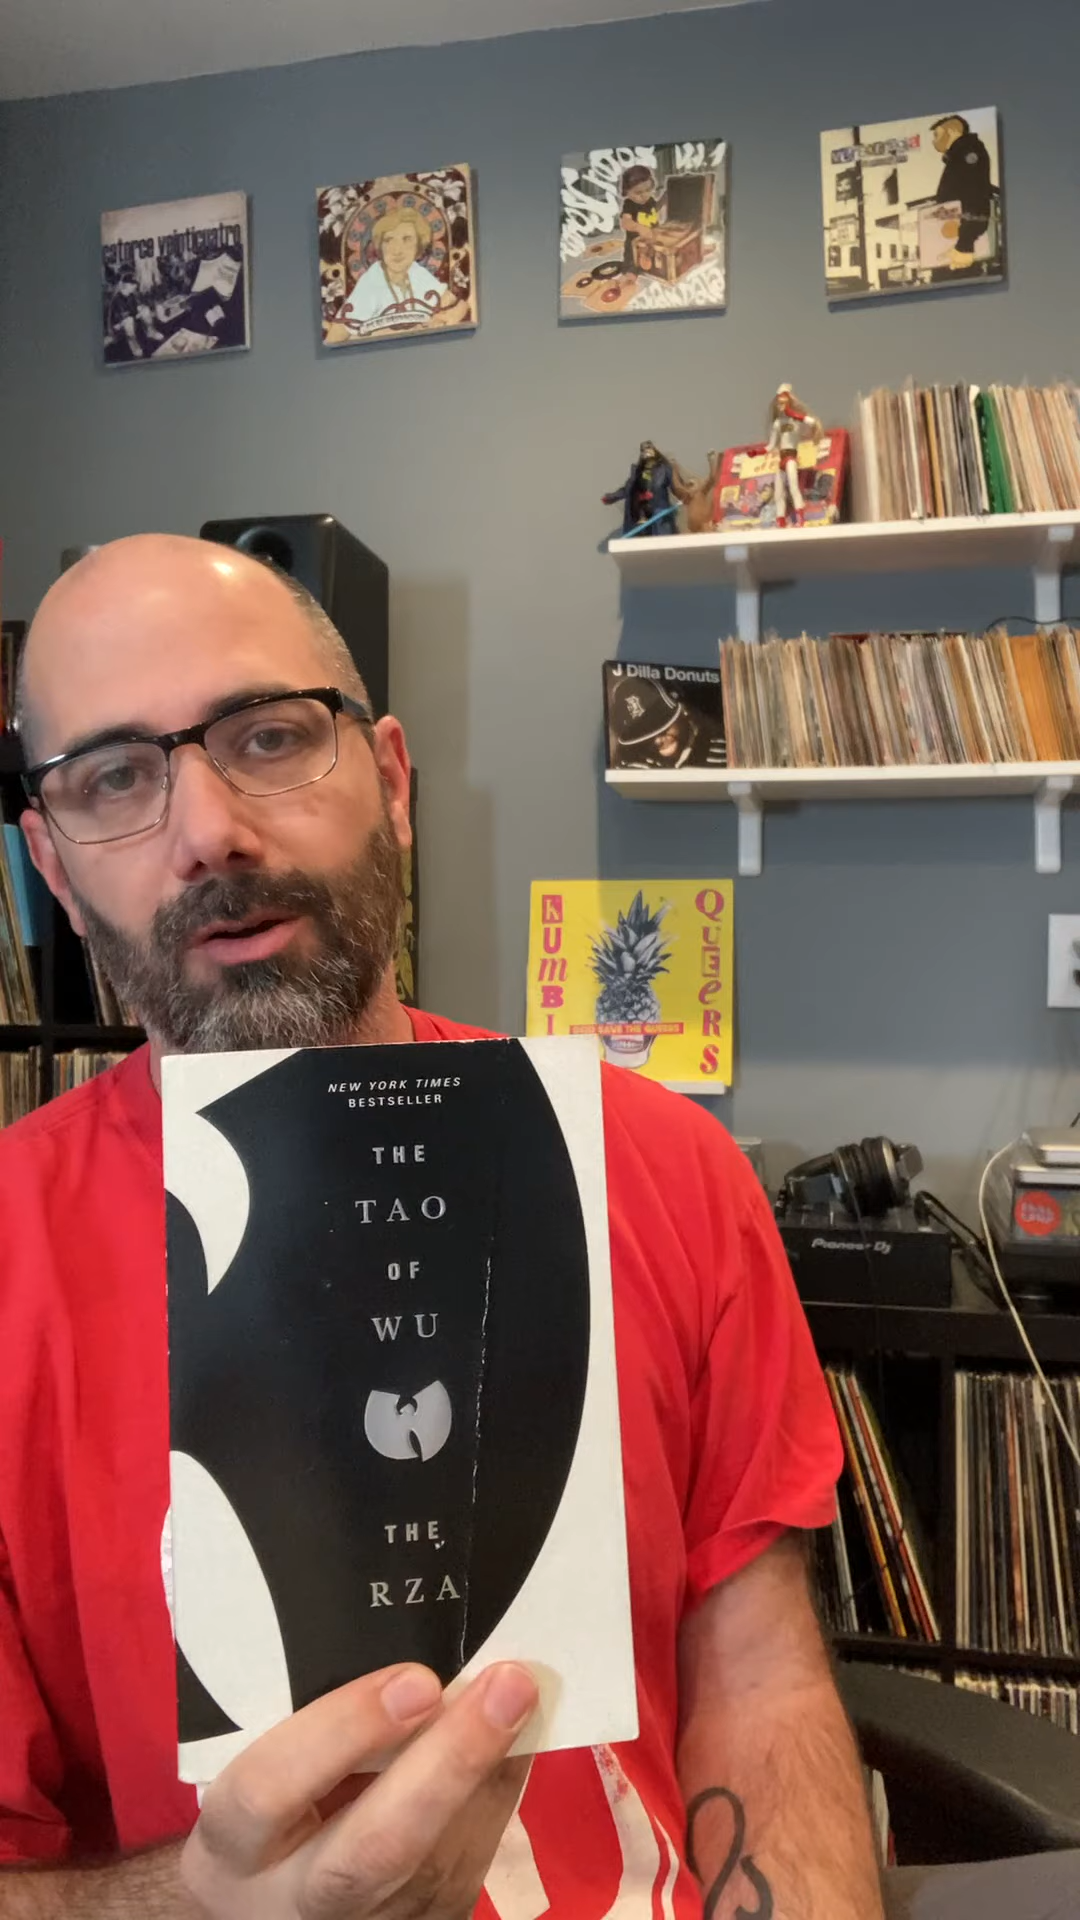 catorce veinticuatro
J Dilla Donuts
KUMBI
QUEERS
DIOS SAVE THE QUEERS
NEW YORK TIMES
BESTSELLER
THE
TAO
OF
WU
THE
RZA
Pioneer Dj